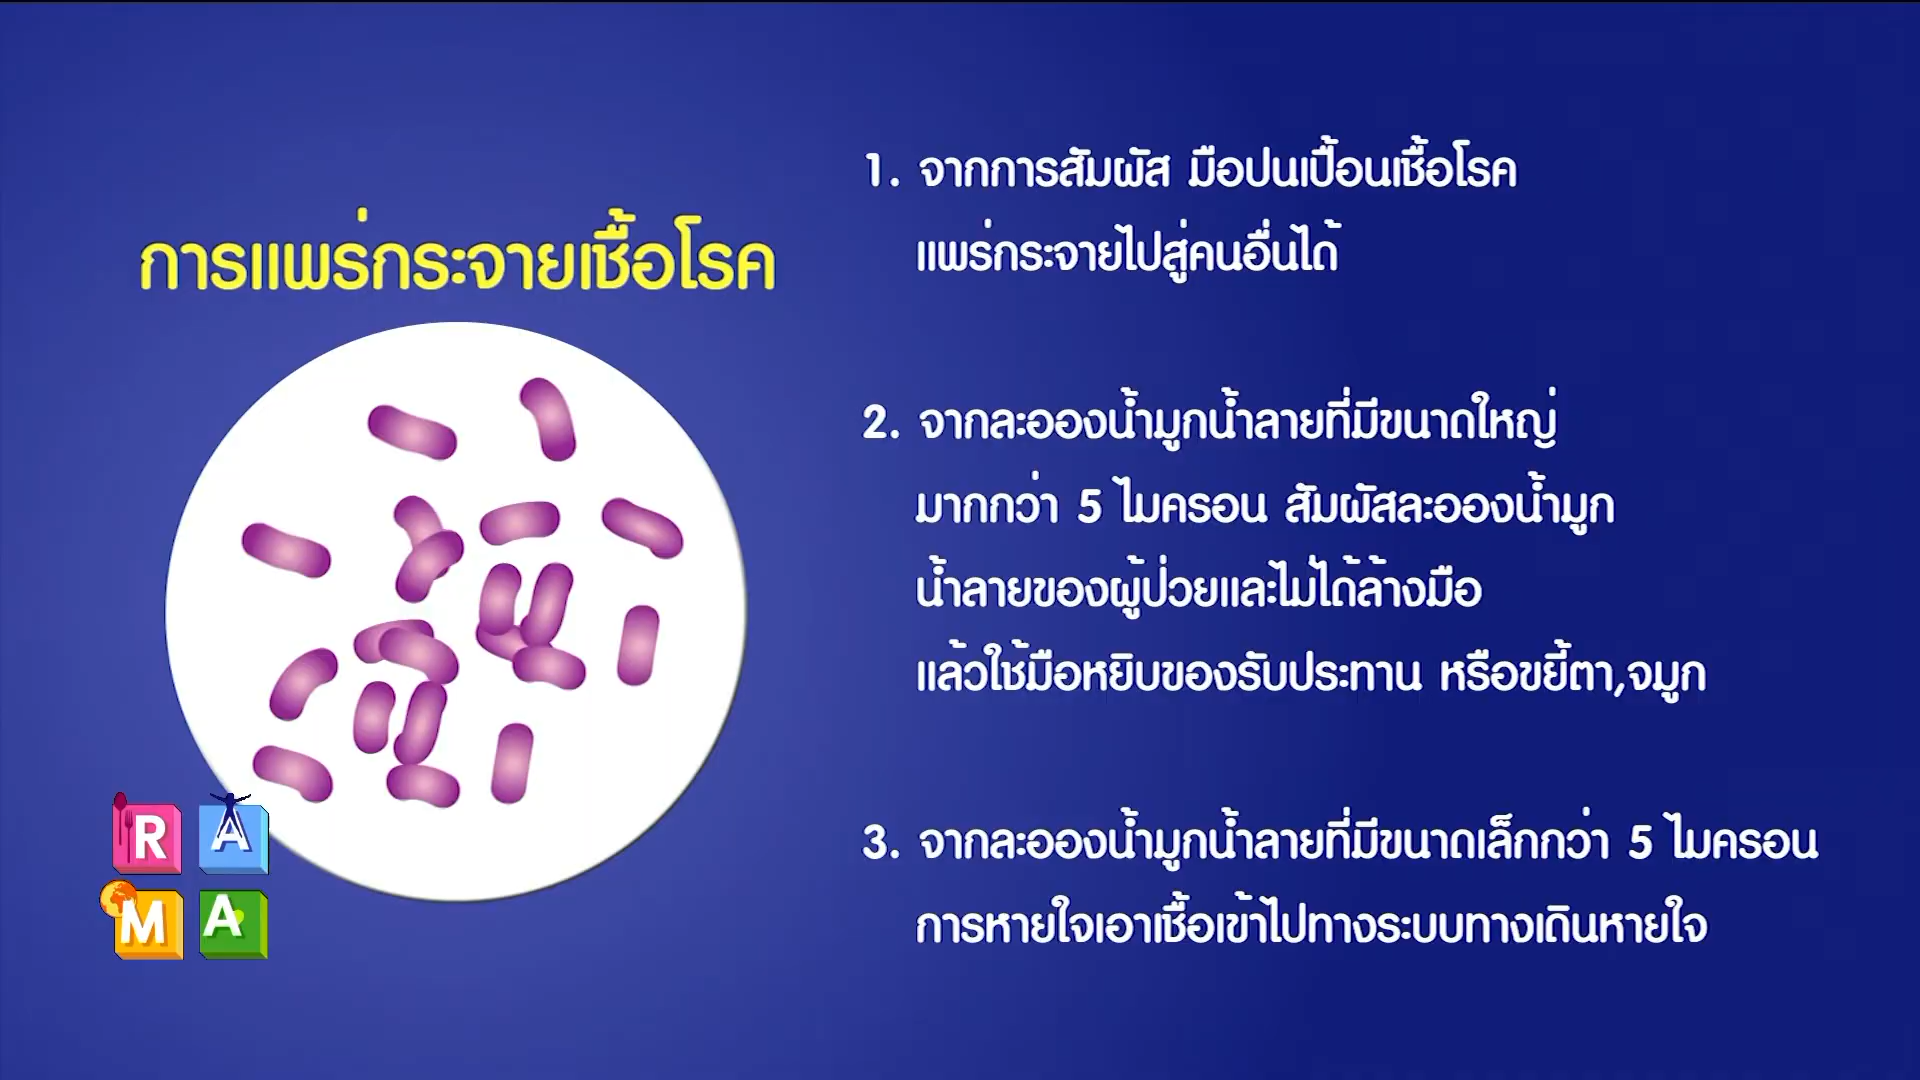 การแพร่กระจายเชื้อโรค
1. จากการสัมผัส มือปนเปื้อนเชื้อโรค
แพร่กระจายไปสู่คนอื่นได้
2. จากละอองน้ำมูกน้ำลายที่มีขนาดใหญ่
มากกว่า 5 ไมครอน สัมผัสละอองน้ำมูก
น้ำลายของผู้ป่วยและไม่ได้ล้างมือ
แล้วใช้มือหยิบของรับประทาน หรือขยี้ตา,จมูก
3. จากละอองน้ำมูกน้ำลายที่มีขนาดเล็กกว่า 5 ไมครอน
การหายใจเอาเชื้อเข้าไปทางระบบทางเดินหายใจ
RA
MA